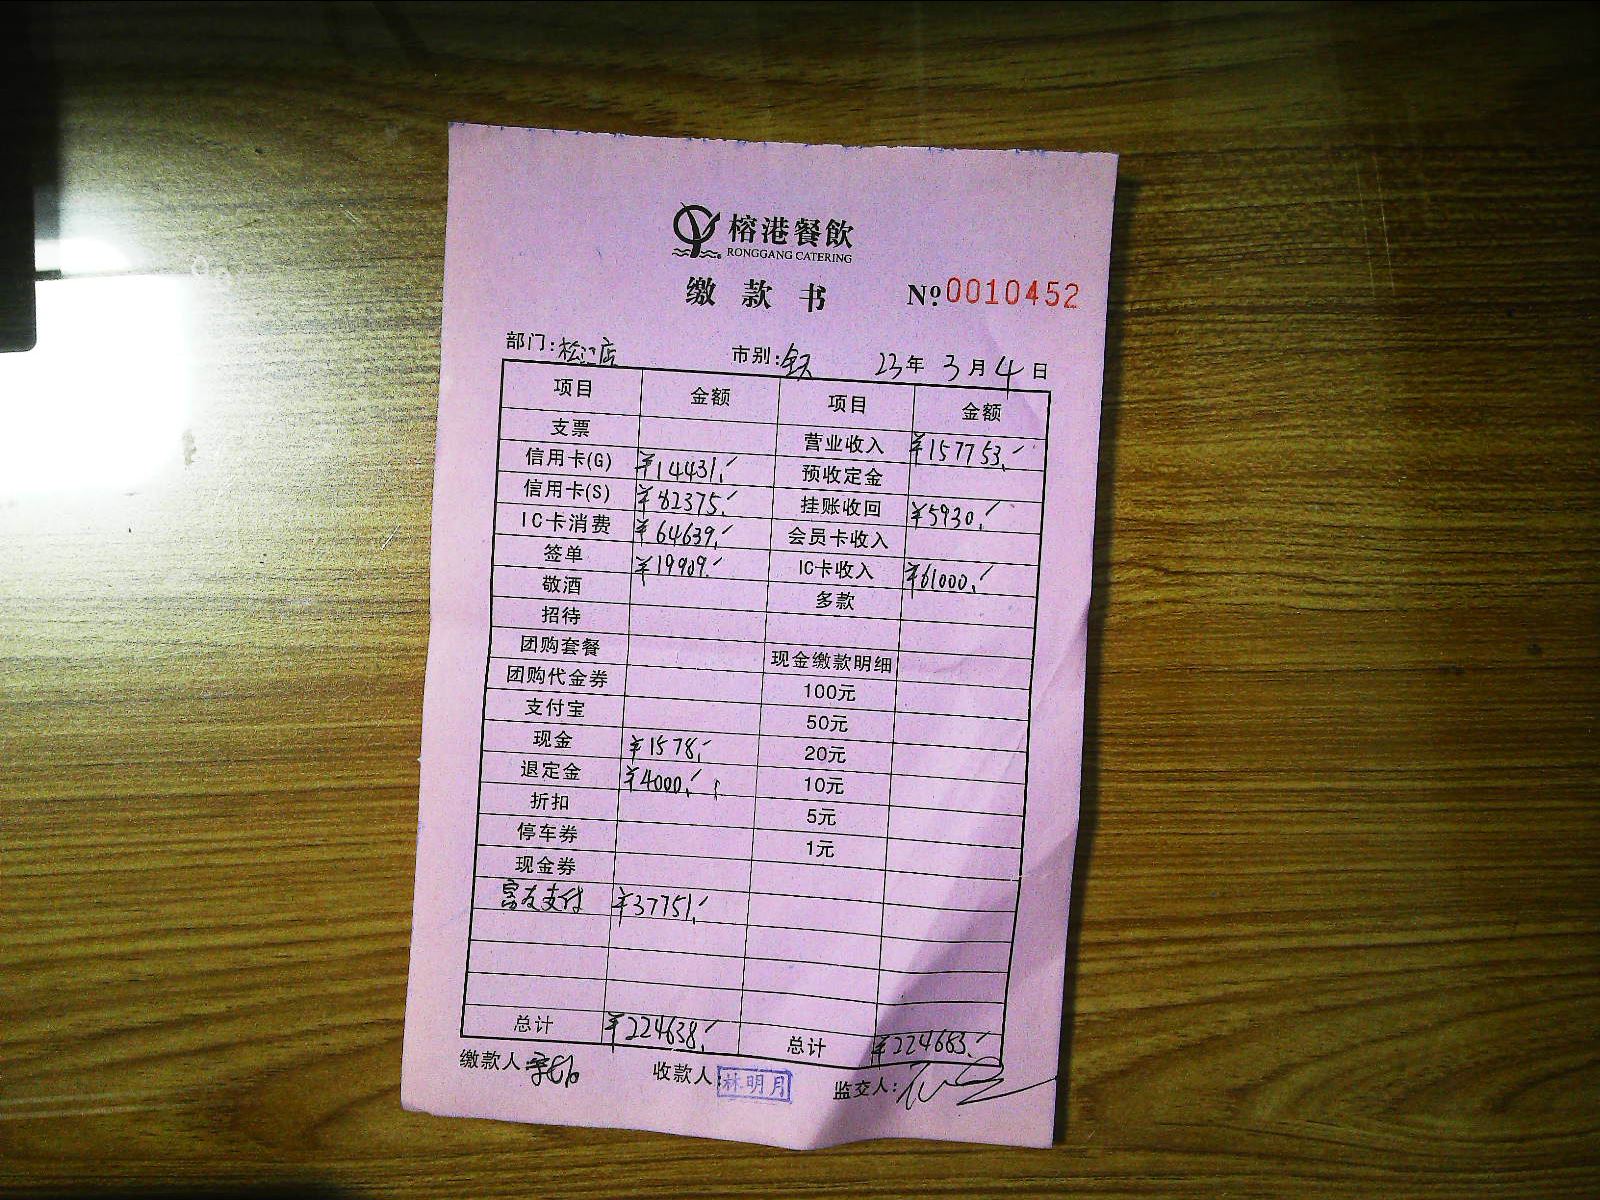 榕港餐飲
RONGGANG CATERING
缴款书 №0010452
部门:松江店 市别:全天 23年3月4日
项目 金额 项目 金额
支票 营业收入 ¥157753.
信用卡(G) ¥14431. 预收定金
信用卡(S) ¥82375. 挂账收回 ¥5930.
IC卡消费 ¥64639. 会员卡收入
签单 ¥19909. IC卡收入 ¥61000.
敬酒 多款
招待
团购套餐 现金缴款明细
团购代金券 100元
支付宝 50元
现金 ¥1578. 20元
退定金 ¥4000. 10元
折扣 5元
停车券 1元
现金券
富友支付 ¥37751.
总计 ¥224638. 总计 ¥224683.
缴款人 收款人: 林明月 监交人: